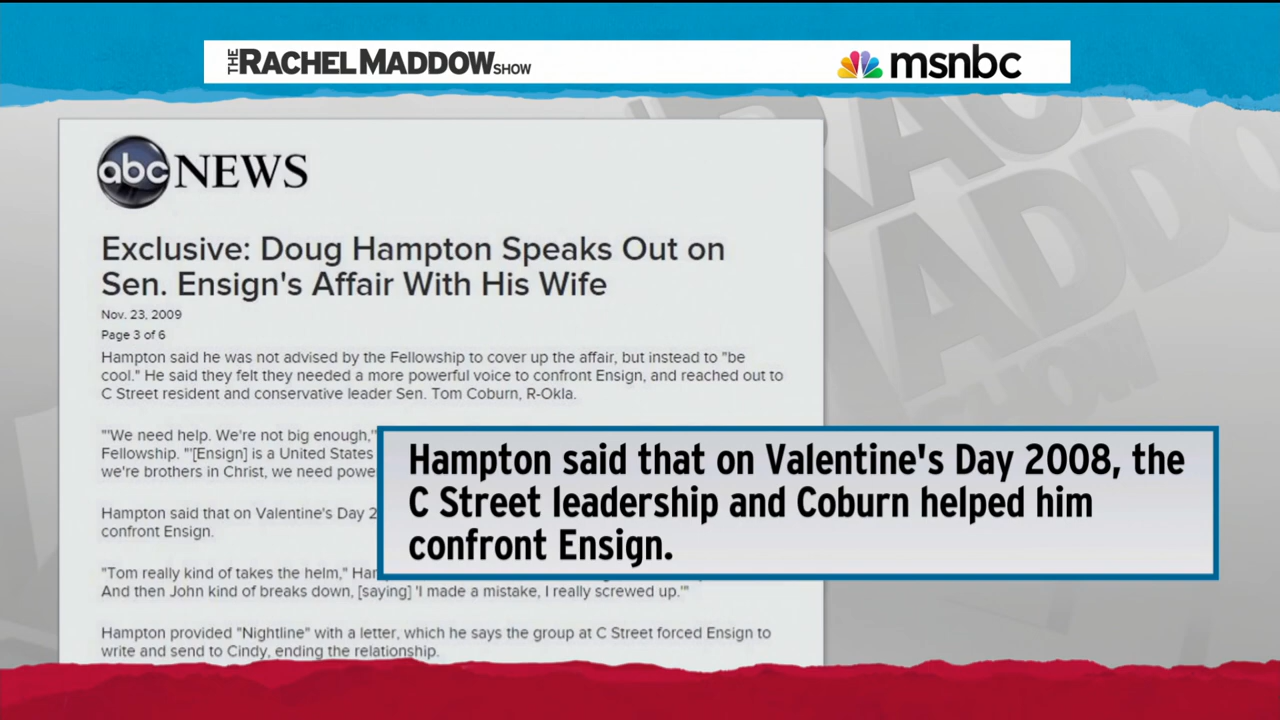 THE RACHEL MADDOW SHOW
msnbc
abc NEWS
Exclusive: Doug Hampton Speaks Out on
Sen. Ensign's Affair With His Wife
Nov. 23, 2009
Page 3 of 6
Hampton said he was not advised by the Fellowship to cover up the affair, but instead to "be
cool." He said they felt they needed a more powerful voice to confront Ensign, and reached out to
C Street resident and conservative leader Sen. Tom Coburn, R-Okla.
"'We need help. We're not big enough,'"
Fellowship. "'[Ensign] is a United States
we're brothers in Christ, we need
Hampton said that on Valentine's Day 2
confront Ensign.
"Tom really kind of takes the helm,"
And then John kind of breaks down, [saying] 'I made a mistake, I really screwed up.'"
Hampton provided "Nightline" with a letter, which he says the group at C Street forced Ensign to
write and send to Cindy, ending the relationship.
Hampton said that on Valentine's Day 2008, the
C Street leadership and Coburn helped him
confront Ensign.
MADDOW
SHOW